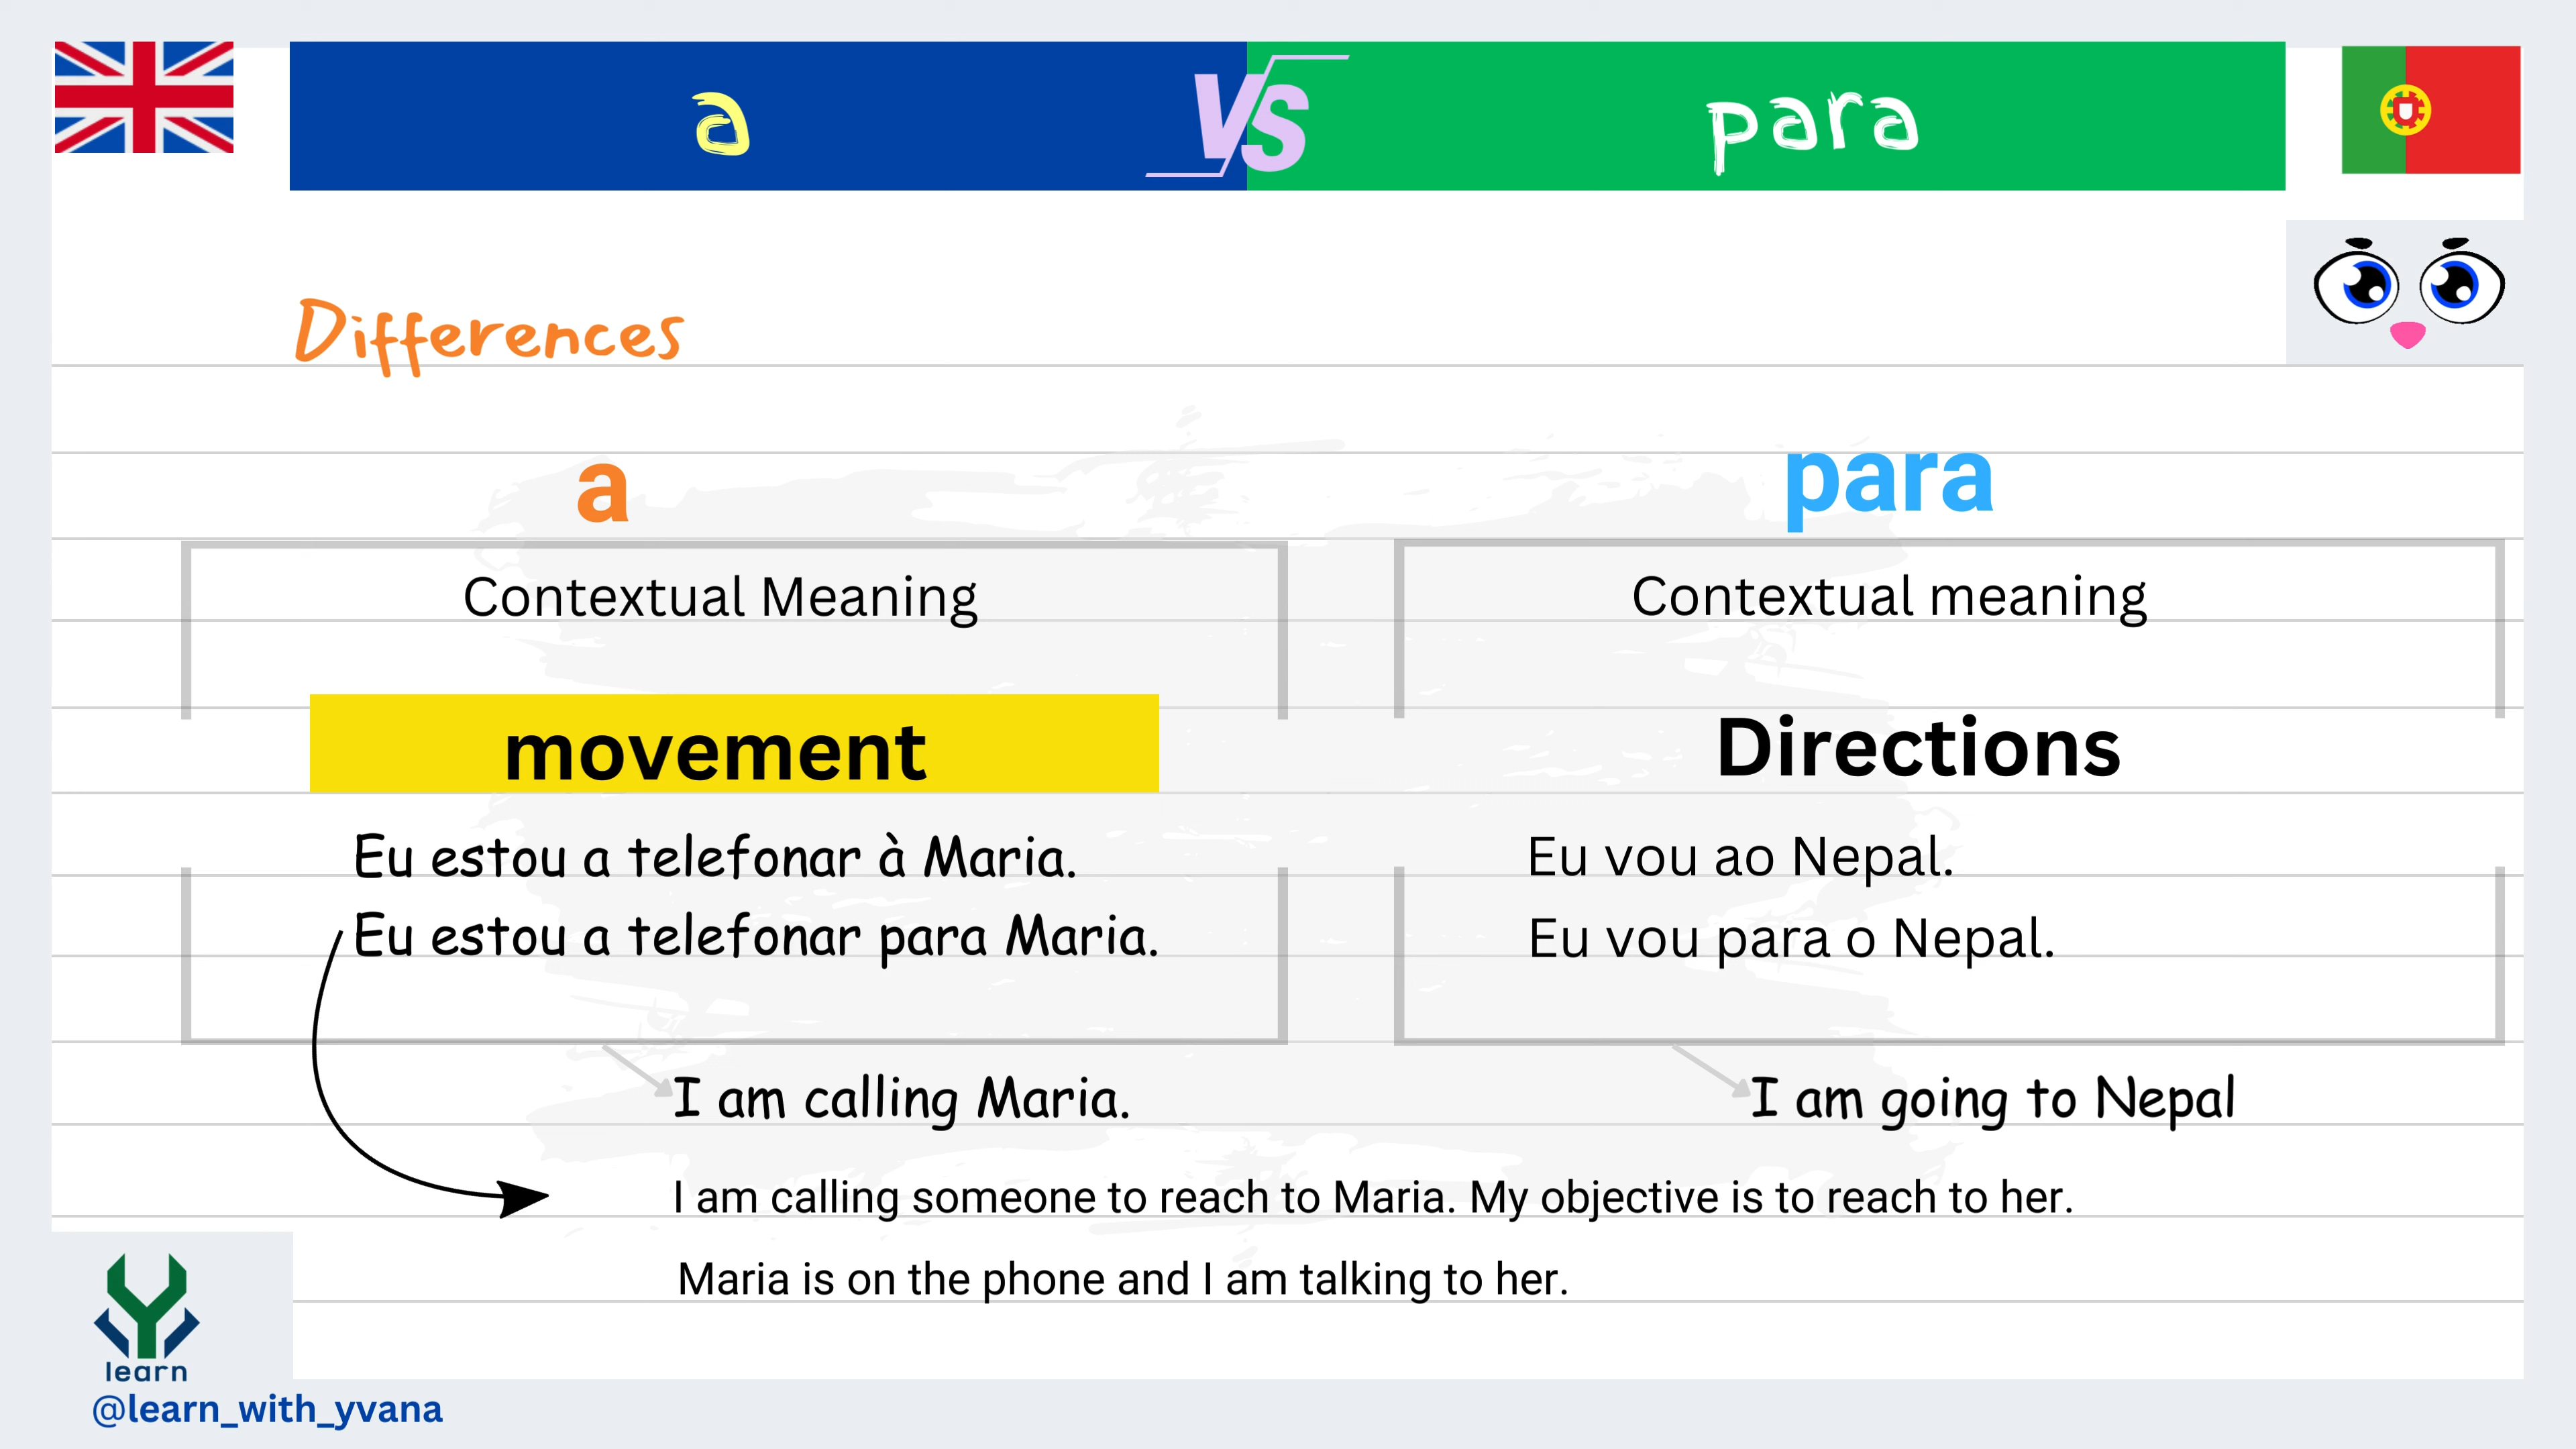 a VS para
Differences
a
Contextual Meaning
movement
Eu estou a telefonar à Maria.
Eu estou a telefonar para Maria.
para
Contextual meaning
Directions
Eu vou ao Nepal.
Eu vou para o Nepal.
I am calling Maria.
I am going to Nepal
I am calling someone to reach to Maria. My objective is to reach to her.
Maria is on the phone and I am talking to her.
learn
@learn_with_yvana